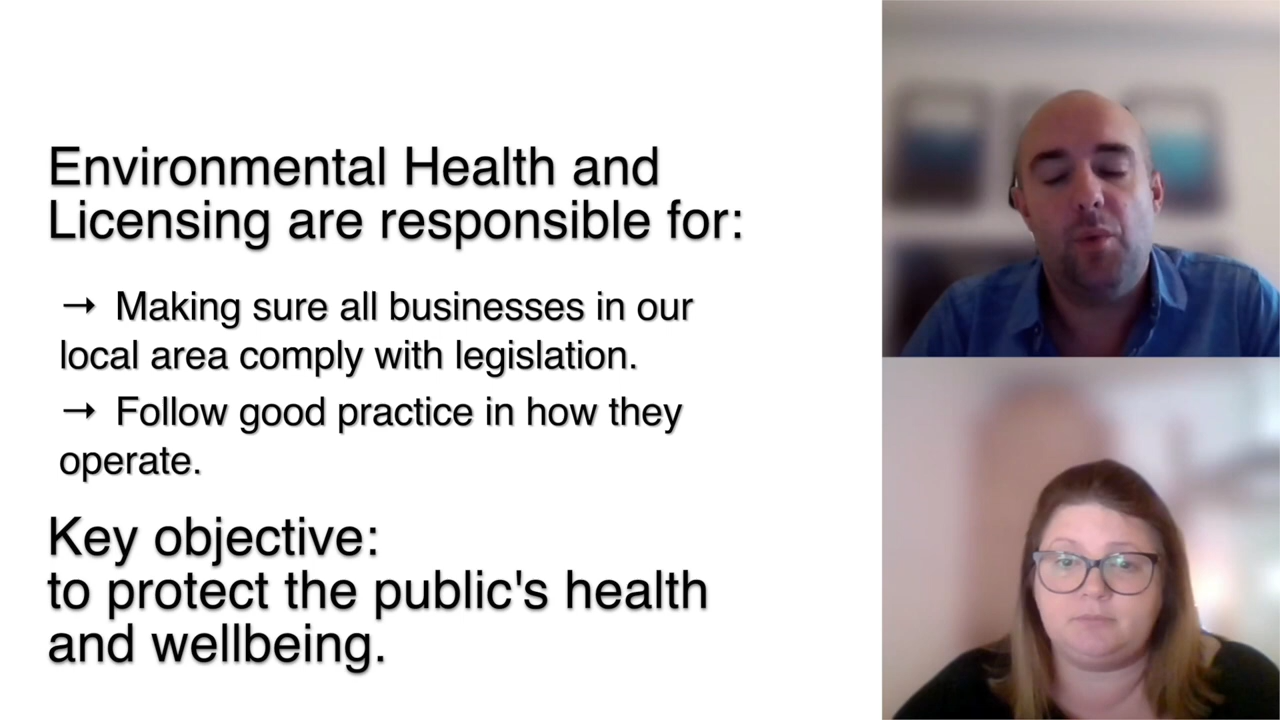 Environmental Health and
Licensing are responsible for:
→ Making sure all businesses in our
local area comply with legislation.
→ Follow good practice in how they
operate.
Key objective:
to protect the public's health
and wellbeing.